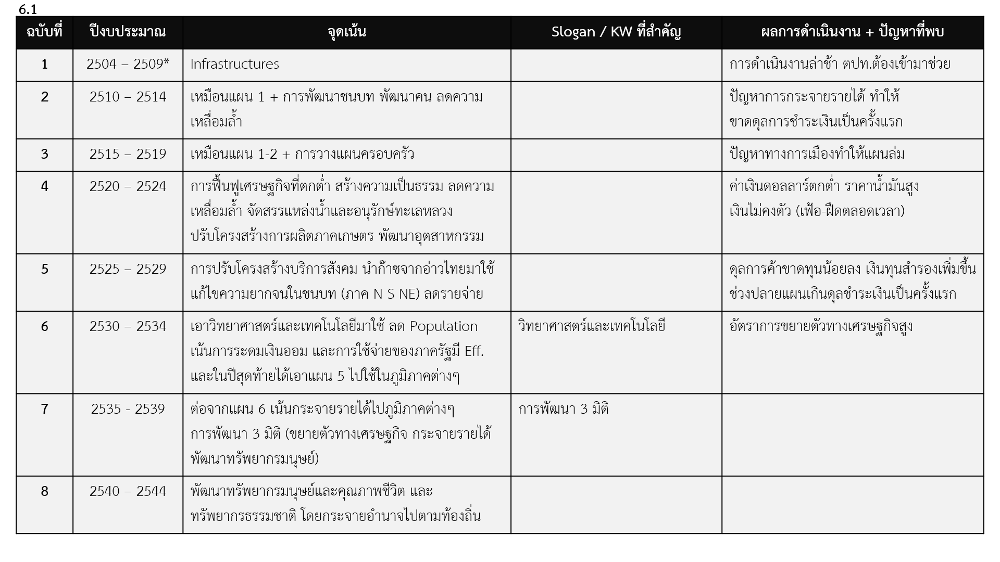 6.1
ฉบับที่ ปีงบประมาณ จุดเน้น Slogan / KW ที่สำคัญ ผลการดำเนินงาน + ปัญหาที่พบ
1 2504 – 2509* Infrastructures การดำเนินงานล่าช้า ตปท.ต้องเข้ามาช่วย
2 2510 – 2514 เหมือนแผน 1 + การพัฒนาชนบท พัฒนาคน ลดความ ปัญหาการกระจายรายได้ ทำให้
เหลื่อมล้ำ ขาดดุลการชำระเงินเป็นครั้งแรก
3 2515 – 2519 เหมือนแผน 1-2 + การวางแผนครอบครัว ปัญหาทางการเมืองทำให้แผนล่ม
4 2520 – 2524 การฟื้นฟูเศรษฐกิจที่ตกต่ำ สร้างความเป็นธรรม ลดความ ค่าเงินดอลลาร์ตกต่ำ ราคาน้ำมันสูง
เหลื่อมล้ำ จัดสรรแหล่งน้ำและอนุรักษ์ทะเลหลวง เงินไม่คงตัว (เฟ้อ-ฝืดตลอดเวลา)
ปรับโครงสร้างการผลิตภาคเกษตร พัฒนาอุตสาหกรรม
5 2525 – 2529 การปรับโครงสร้างบริการสังคม นำก๊าซจากอ่าวไทยมาใช้ ดุลการค้าขาดทุนน้อยลง เงินทุนสำรองเพิ่มขึ้น
แก้ไขความยากจนในชนบท (ภาค N S NE) ลดรายจ่าย ช่วงปลายแผนเกินดุลชำระเงินเป็นครั้งแรก
6 2530 – 2534 เอาวิทยาศาสตร์และเทคโนโลยีมาใช้ ลด Population วิทยาศาสตร์และเทคโนโลยี อัตราการขยายตัวทางเศรษฐกิจสูง
เน้นการระดมเงินออม และการใช้จ่ายของภาครัฐมี Eff.
และในปีสุดท้ายได้เอาแผน 5 ไปใช้ในภูมิภาคต่างๆ
7 2535 - 2539 ต่อจากแผน 6 เน้นกระจายรายได้ไปภูมิภาคต่างๆ การพัฒนา 3 มิติ
การพัฒนา 3 มิติ (ขยายตัวทางเศรษฐกิจ กระจายรายได้
พัฒนาทรัพยากรมนุษย์)
8 2540 – 2544 พัฒนาทรัพยากรมนุษย์และคุณภาพชีวิต และ
ทรัพยากรธรรมชาติ โดยกระจายอำนาจไปตามท้องถิ่น